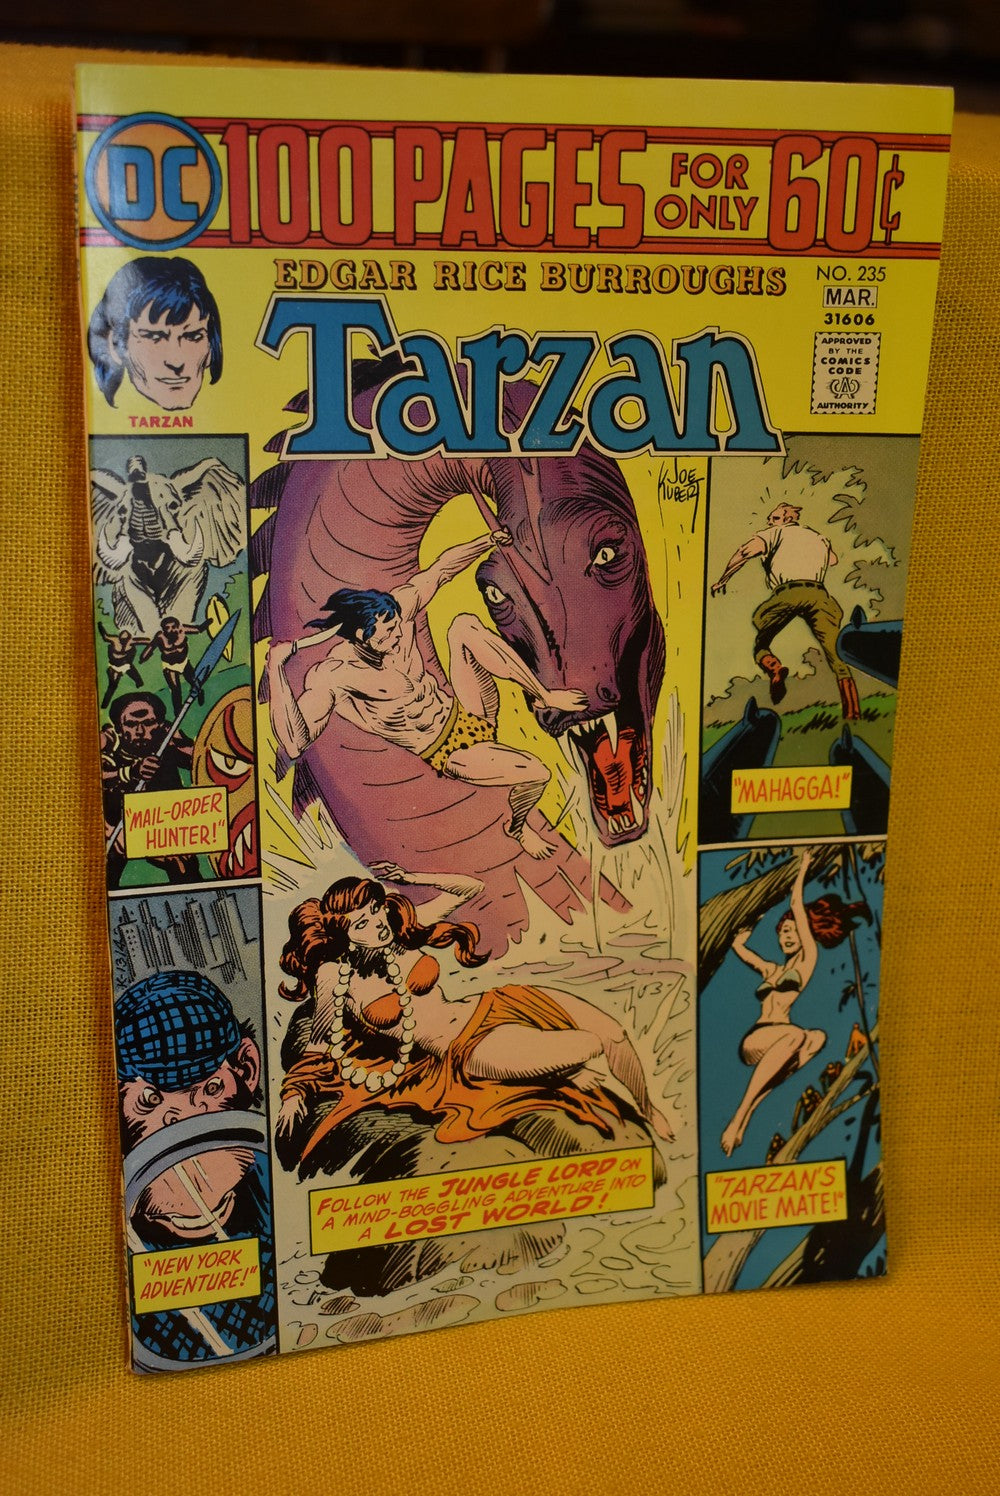 DC 100 PAGES FOR ONLY 60¢
EDGAR RICE BURROUGHS
Tarzan
NO. 235
MAR.
31606
APPROVED
BY THE
COMICS
CODE
CA
AUTHORITY
TARZAN
JOE
KUBERT
"MAIL-ORDER
HUNTER!"
"MAHAGGA!"
K-1314
"NEW YORK
ADVENTURE!"
FOLLOW THE JUNGLE LORD ON
A MIND-BOGGLING ADVENTURE INTO
A LOST WORLD!
"TARZAN'S
MOVIE MATE!"